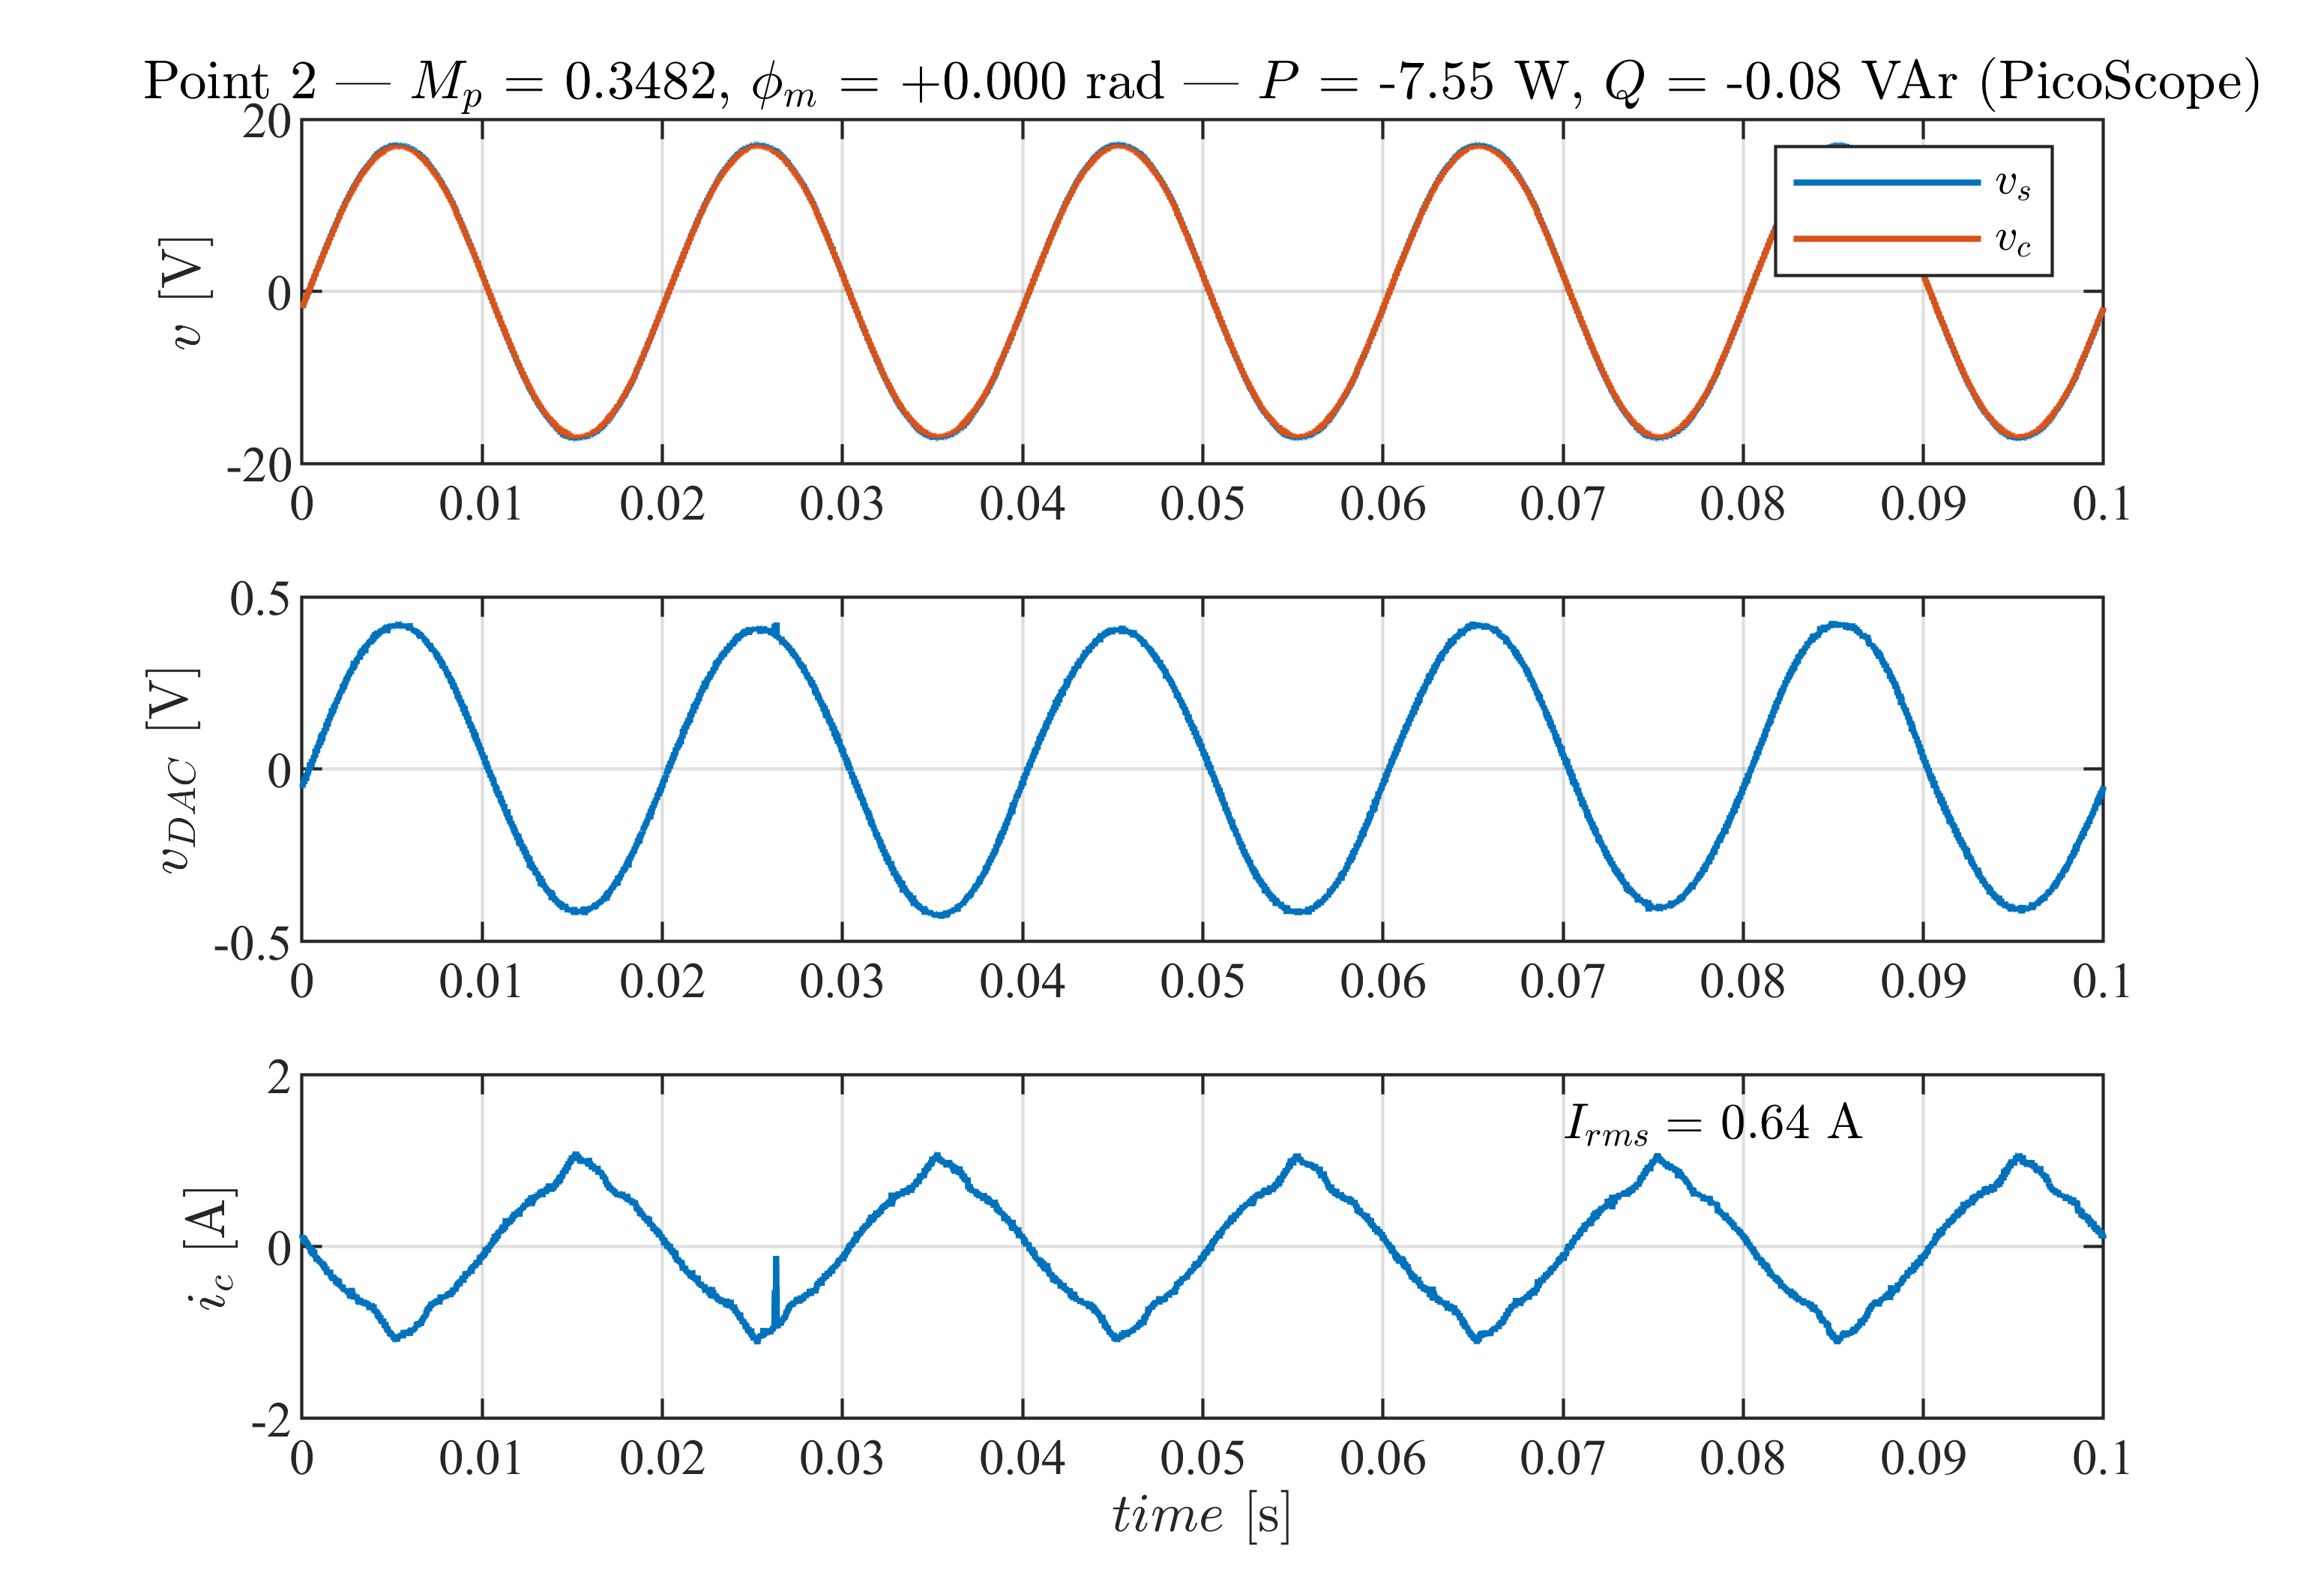 Point 2 — Mp = 0.3482, ϕm = +0.000 rad — P = -7.55 W, Q = -0.08 VAr (PicoScope)
20
0
-20
v [V]
vs
vc
0 0.01 0.02 0.03 0.04 0.05 0.06 0.07 0.08 0.09 0.1
0.5
0
-0.5
vDAC [V]
0 0.01 0.02 0.03 0.04 0.05 0.06 0.07 0.08 0.09 0.1
2
0
-2
ic [A]
Irms = 0.64 A
0 0.01 0.02 0.03 0.04 0.05 0.06 0.07 0.08 0.09 0.1
time [s]